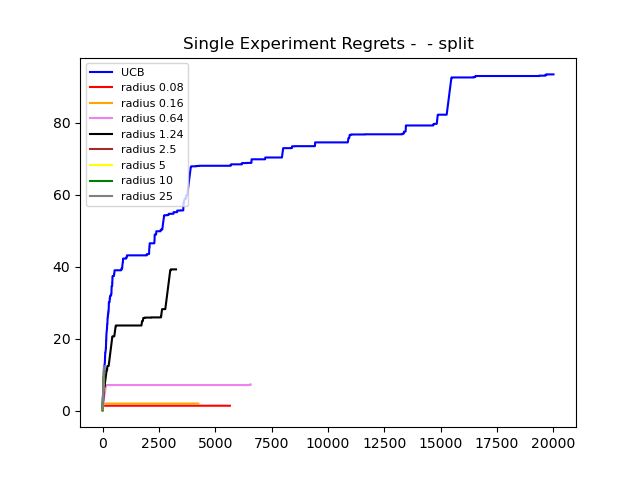 Single Experiment Regrets -  - split
UCB
radius 0.08
radius 0.16
radius 0.64
radius 1.24
radius 2.5
radius 5
radius 10
radius 25
80
60
40
20
0
0 2500 5000 7500 10000 12500 15000 17500 20000